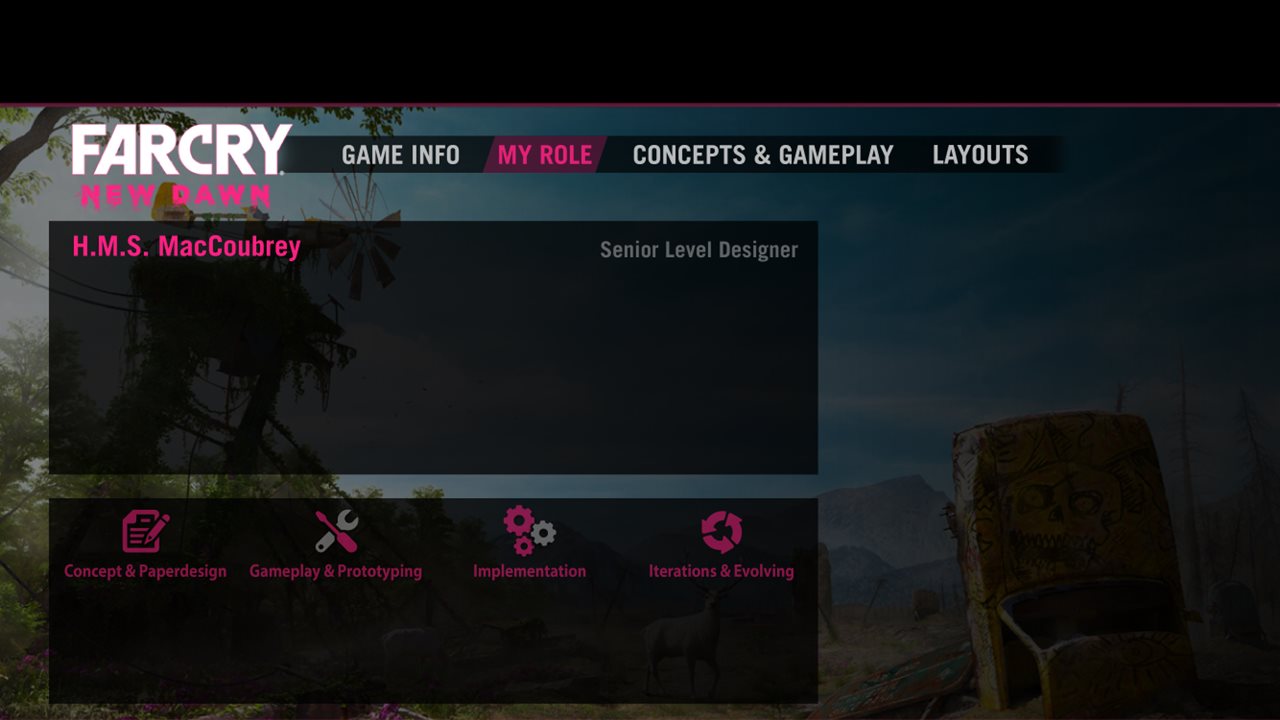 FARCRY
NEW DAWN
GAME INFO MY ROLE CONCEPTS & GAMEPLAY LAYOUTS
H.M.S. MacCoubrey Senior Level Designer
Concept & Paperdesign Gameplay & Prototyping Implementation Iterations & Evolving